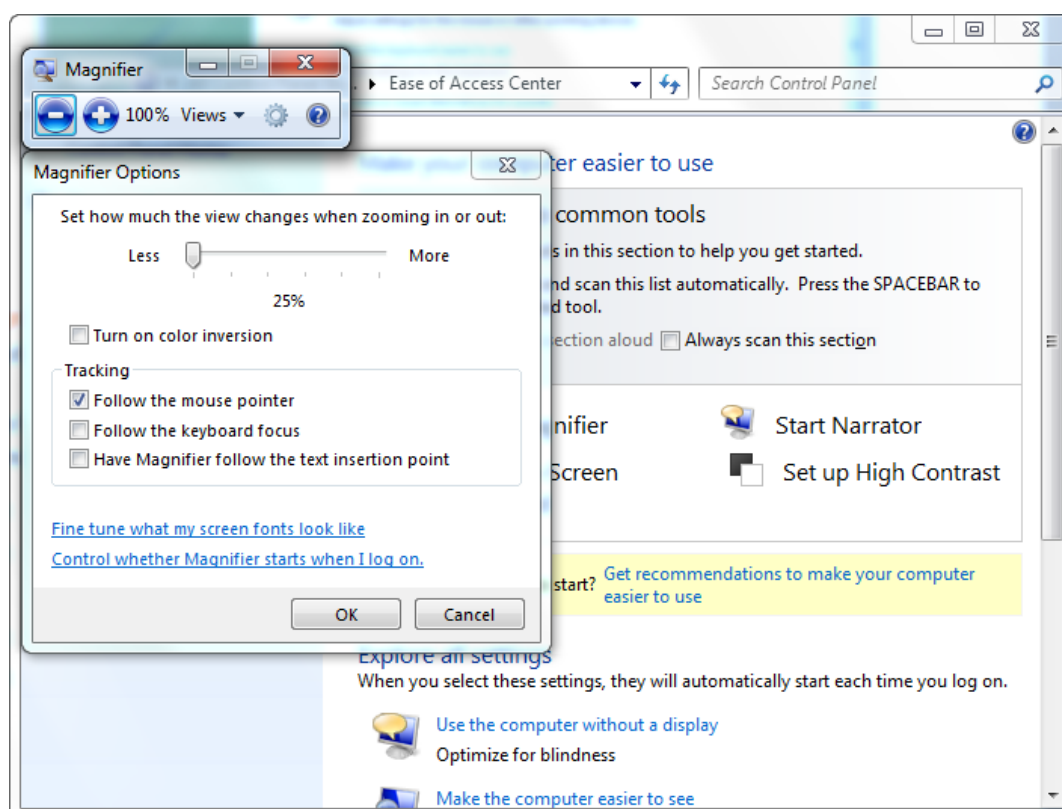 Magnifier
100% Views
Ease of Access Center
Search Control Panel
Magnifier Options
Set how much the view changes when zooming in or out:
Less
More
25%
Turn on color inversion
Tracking
Follow the mouse pointer
Follow the keyboard focus
Have Magnifier follow the text insertion point
Fine tune what my screen fonts look like
Control whether Magnifier starts when I log on.
OK
Cancel
easier to use
common tools
in this section to help you get started.
scan this list automatically. Press the SPACEBAR to
tool.
section aloud
Always scan this section
Start Narrator
Screen
Set up High Contrast
start?
Get recommendations to make your computer
easier to use
Explore all settings
When you select these settings, they will automatically start each time you log on.
Use the computer without a display
Optimize for blindness
Make the computer easier to see